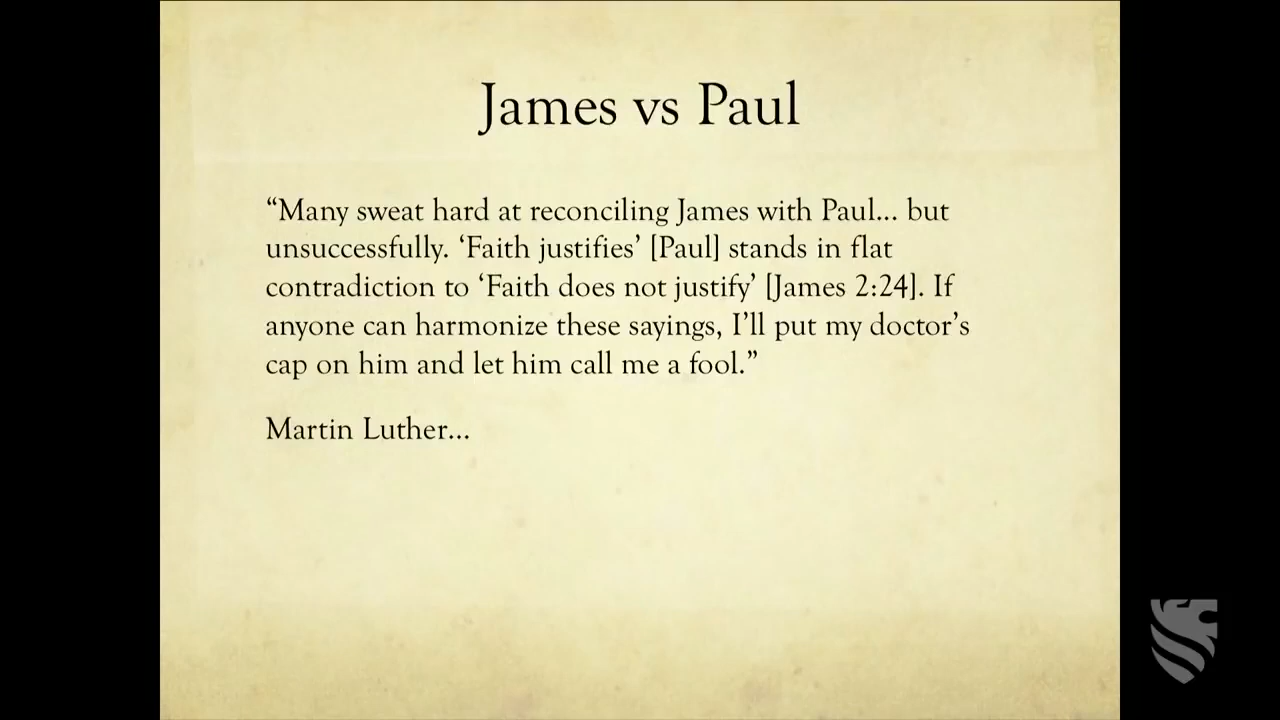 James vs Paul
“Many sweat hard at reconciling James with Paul... but
unsuccessfully. ‘Faith justifies’ [Paul] stands in flat
contradiction to ‘Faith does not justify’ [James 2:24]. If
anyone can harmonize these sayings, I’ll put my doctor’s
cap on him and let him call me a fool.”
Martin Luther...